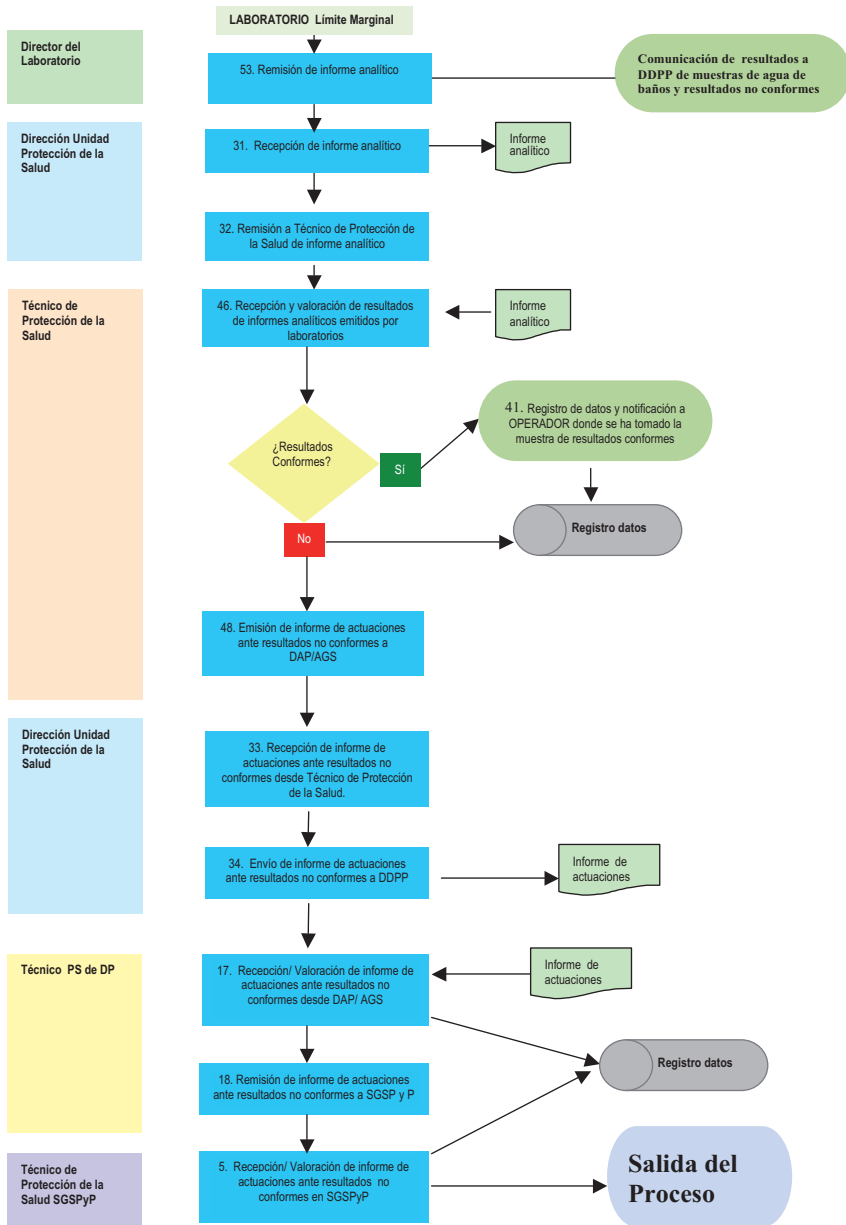 LABORATORIO Límite Marginal
Director del
Laboratorio
53. Remisión de informe analítico
Comunicación de resultados a
DDPP de muestras de agua de
baños y resultados no conformes
Dirección Unidad
Protección de la
Salud
31. Recepción de informe analítico
Informe
analítico
32. Remisión a Técnico de Protección de
la Salud de informe analítico
Técnico de
Protección de la
Salud
46. Recepción y valoración de resultados
de informes analíticos emitidos por
laboratorios
Informe
analítico
¿Resultados
Conformes?
Sí
41. Registro de datos y notificación a
OPERADOR donde se ha tomado la
muestra de resultados conformes
Registro datos
No
48. Emisión de informe de actuaciones
ante resultados no conformes a
DAP/AGS
Dirección Unidad
Protección de la
Salud
33. Recepción de informe de
actuaciones ante resultados no
conformes desde Técnico de Protección
de la Salud.
34. Envío de informe de actuaciones
ante resultados no conformes a DDPP
Informe de
actuaciones
Técnico PS de DP
17. Recepción/ Valoración de informe de
actuaciones ante resultados no
conformes desde DAP/ AGS
Informe de
actuaciones
Registro datos
18. Remisión de informe de actuaciones
ante resultados no conformes a SGSP y P
Técnico de
Protección de la
Salud SGSPyP
5. Recepción/ Valoración de informe de
actuaciones ante resultados no
conformes en SGSPyP
Salida del
Proceso